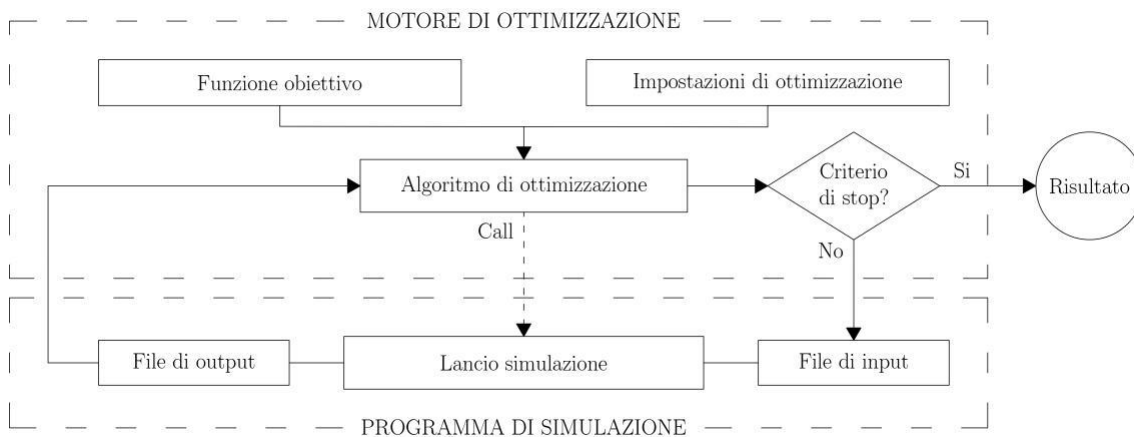 MOTORE DI OTTIMIZZAZIONE
Funzione obiettivo
Impostazioni di ottimizzazione
Algoritmo di ottimizzazione
Criterio
di stop?
Si
Risultato
Call
No
File di output
Lancio simulazione
File di input
PROGRAMMA DI SIMULAZIONE